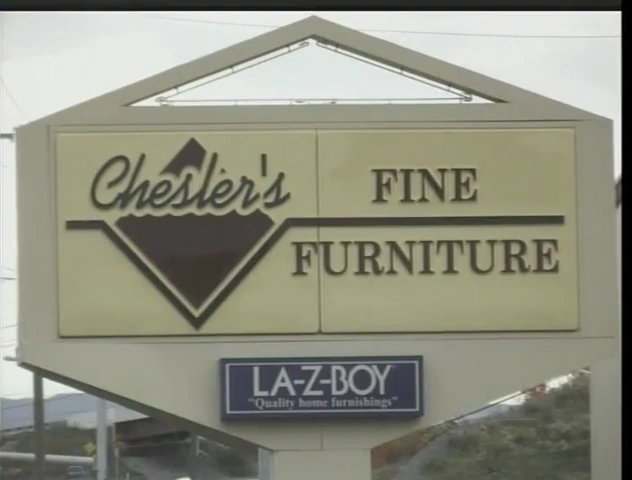 Chesler's
FINE
FURNITURE
LA-Z-BOY
"Quality home furnishings"